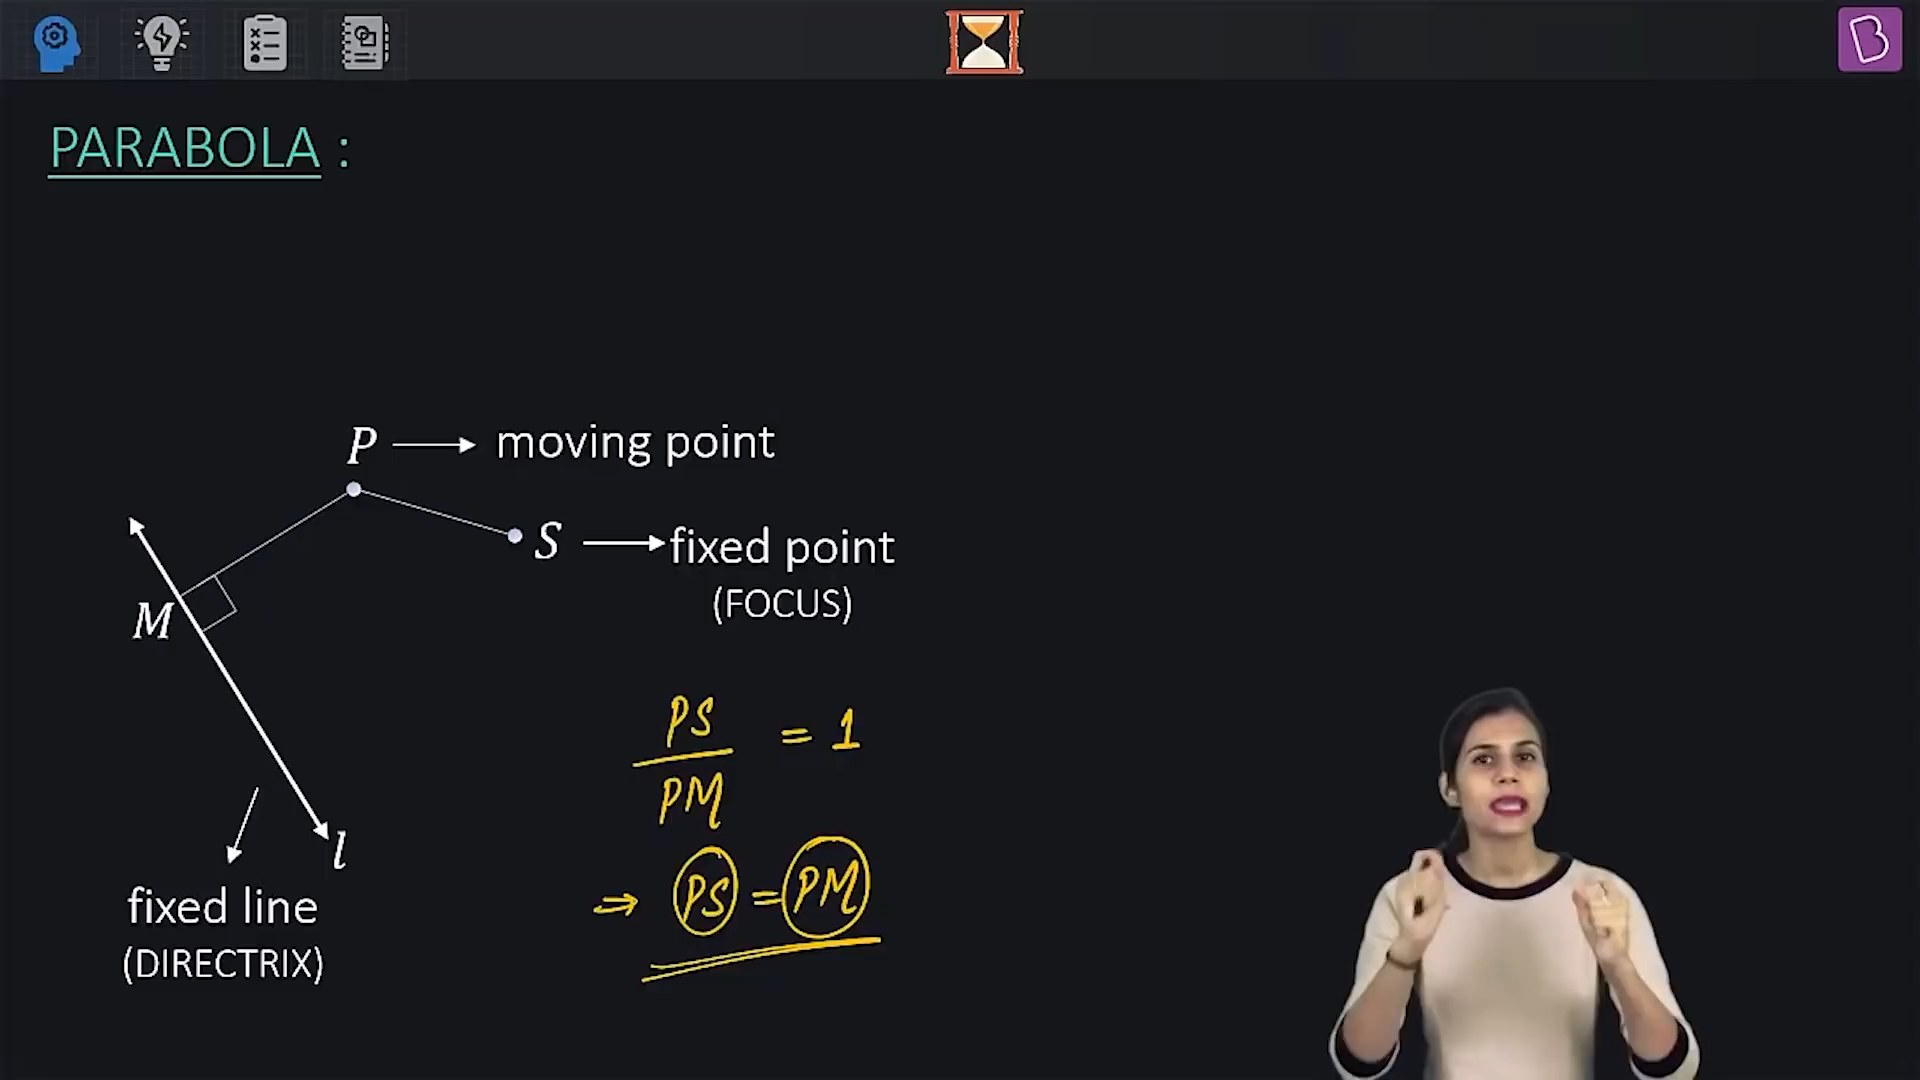 PARABOLA :
P → moving point
S → fixed point
(FOCUS)
M
l
fixed line
(DIRECTRIX)
PS
PM
= 1
⇒ PS = PM
B